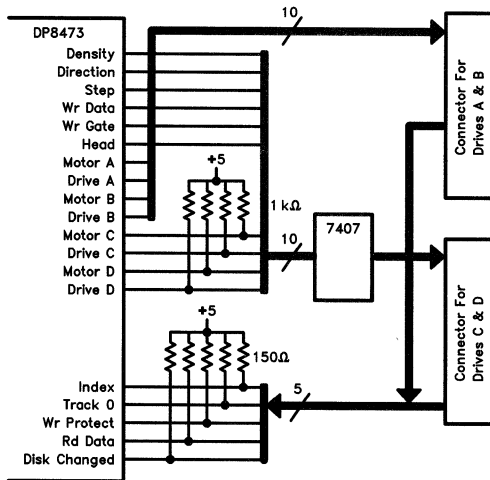 DP8473
10
Density
Direction
Step
Wr Data
Wr Gate
Head
Motor A
Drive A
Motor B
Drive B
Motor C
Drive C
Motor D
Drive D
+5
1 kΩ
10
7407
Connector For
Drives A & B
Connector For
Drives C & D
+5
150Ω
5
Index
Track 0
Wr Protect
Rd Data
Disk Changed